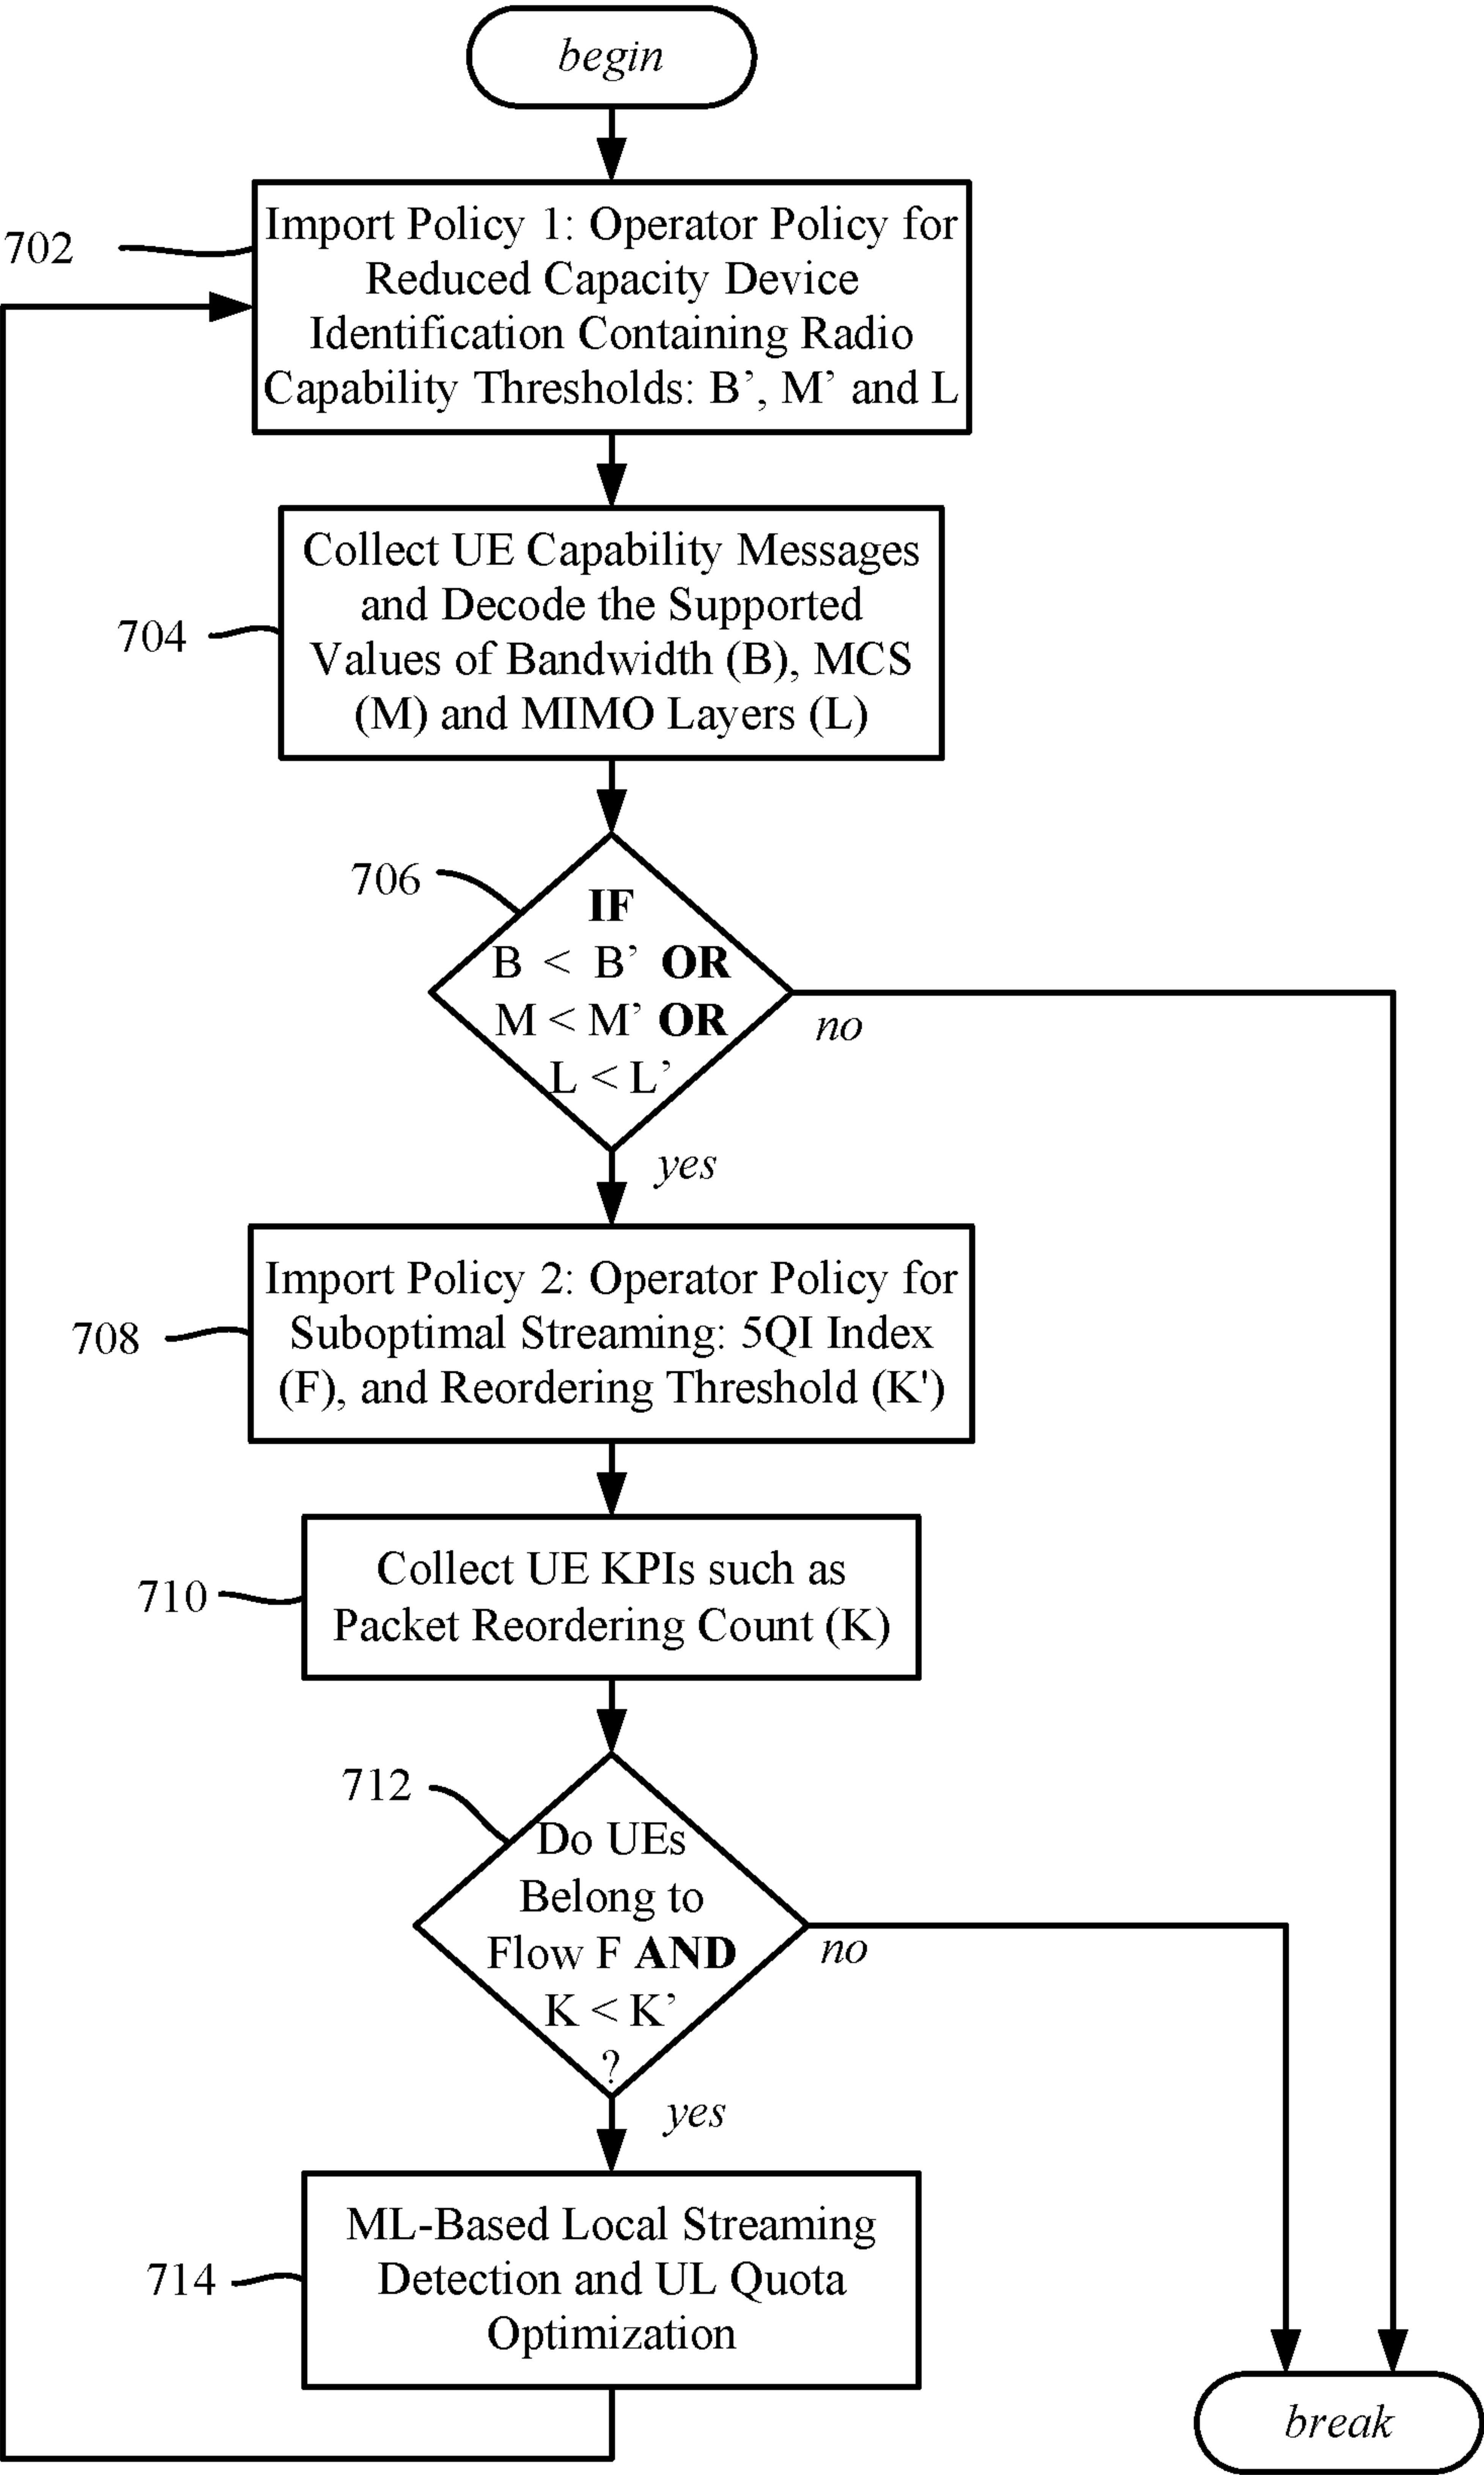 begin
702
Import Policy 1: Operator Policy for
Reduced Capacity Device
Identification Containing Radio
Capability Thresholds: B’, M’ and L
704
Collect UE Capability Messages
and Decode the Supported
Values of Bandwidth (B), MCS
(M) and MIMO Layers (L)
706
IF
B < B’ OR
M < M’ OR
L < L’
no
yes
708
Import Policy 2: Operator Policy for
Suboptimal Streaming: 5QI Index
(F), and Reordering Threshold (K')
710
Collect UE KPIs such as
Packet Reordering Count (K)
712
Do UEs
Belong to
Flow F AND
K < K’
?
no
yes
714
ML-Based Local Streaming
Detection and UL Quota
Optimization
break